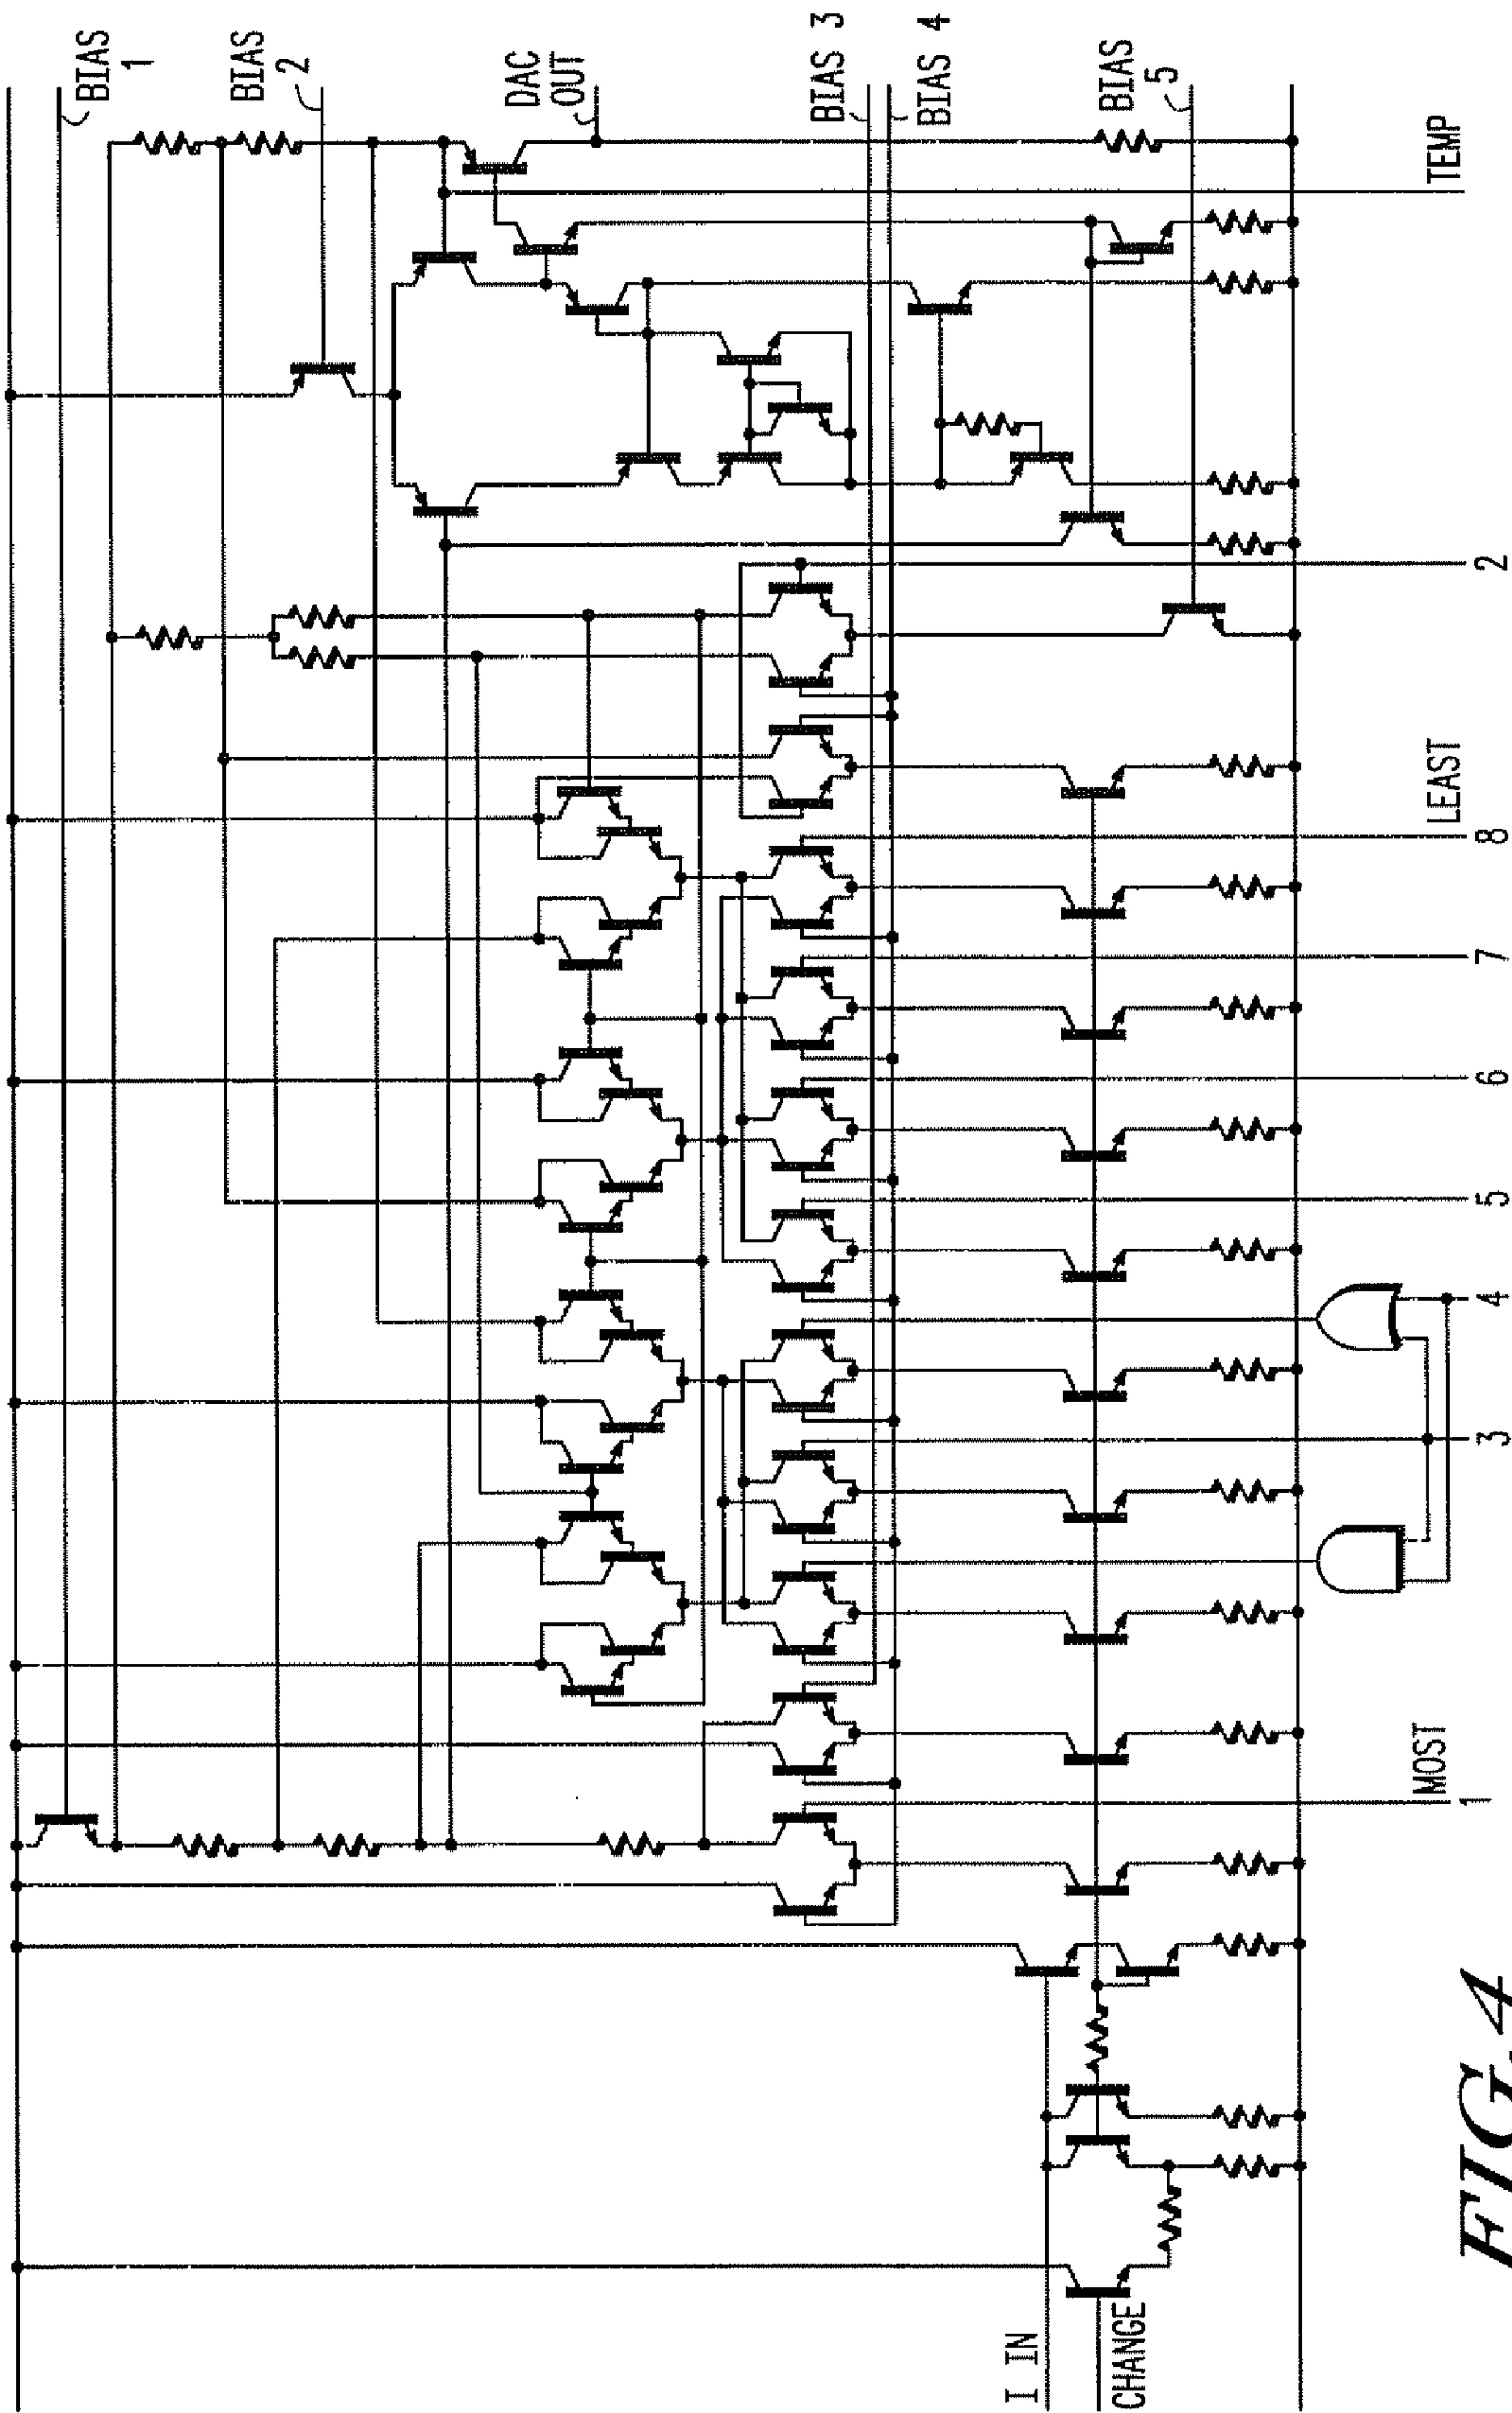 BIAS
1
BIAS
2
DAC
OUT
BIAS 3
BIAS 4
BIAS
5
TEMP
2
LEAST
8
7
6
5
4
3
MOST
1
I IN
CHANGE
FIG. 4